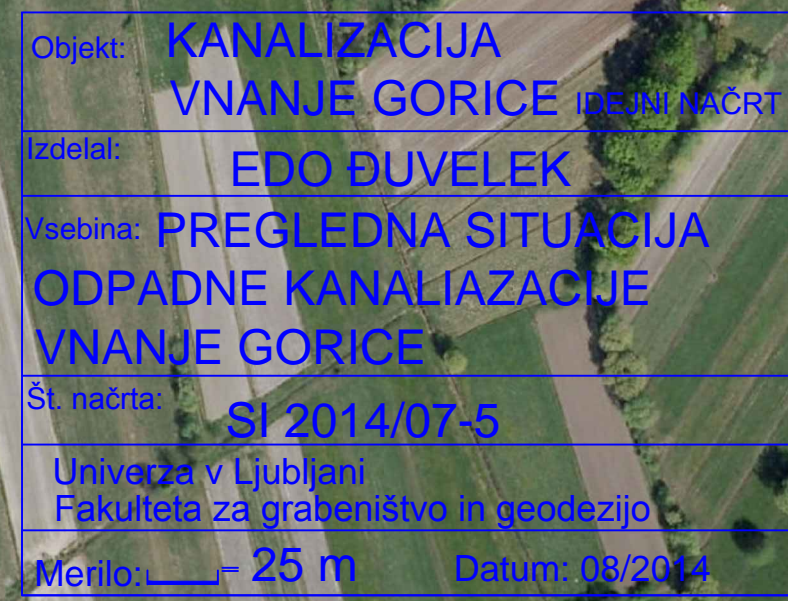 Objekt: KANALIZACIJA
VNANJE GORICE IDEJNI NAČRT
Izdelal: EDO ĐUVELEK
Vsebina: PREGLEDNA SITUACIJA
ODPADNE KANALIAZACIJE
VNANJE GORICE
Št. načrta: SI 2014/07-5
Univerza v Ljubljani
Fakulteta za grabeništvo in geodezijo
Merilo: = 25 m Datum: 08/2014